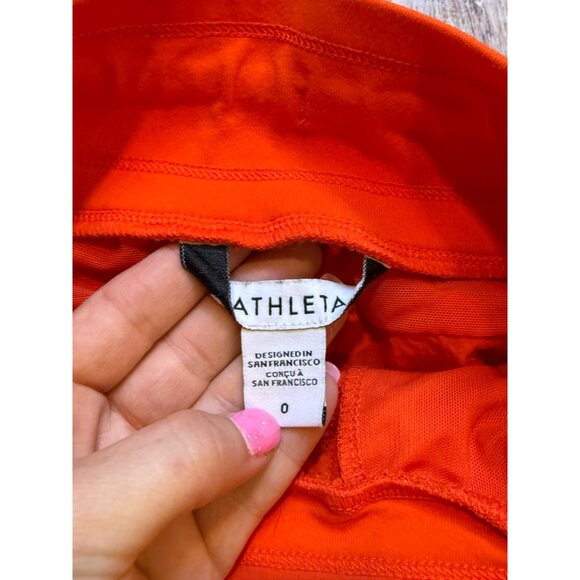 ATHLETA
DESIGNED IN
SAN FRANCISCO
CONÇU À
SAN FRANCISCO
0